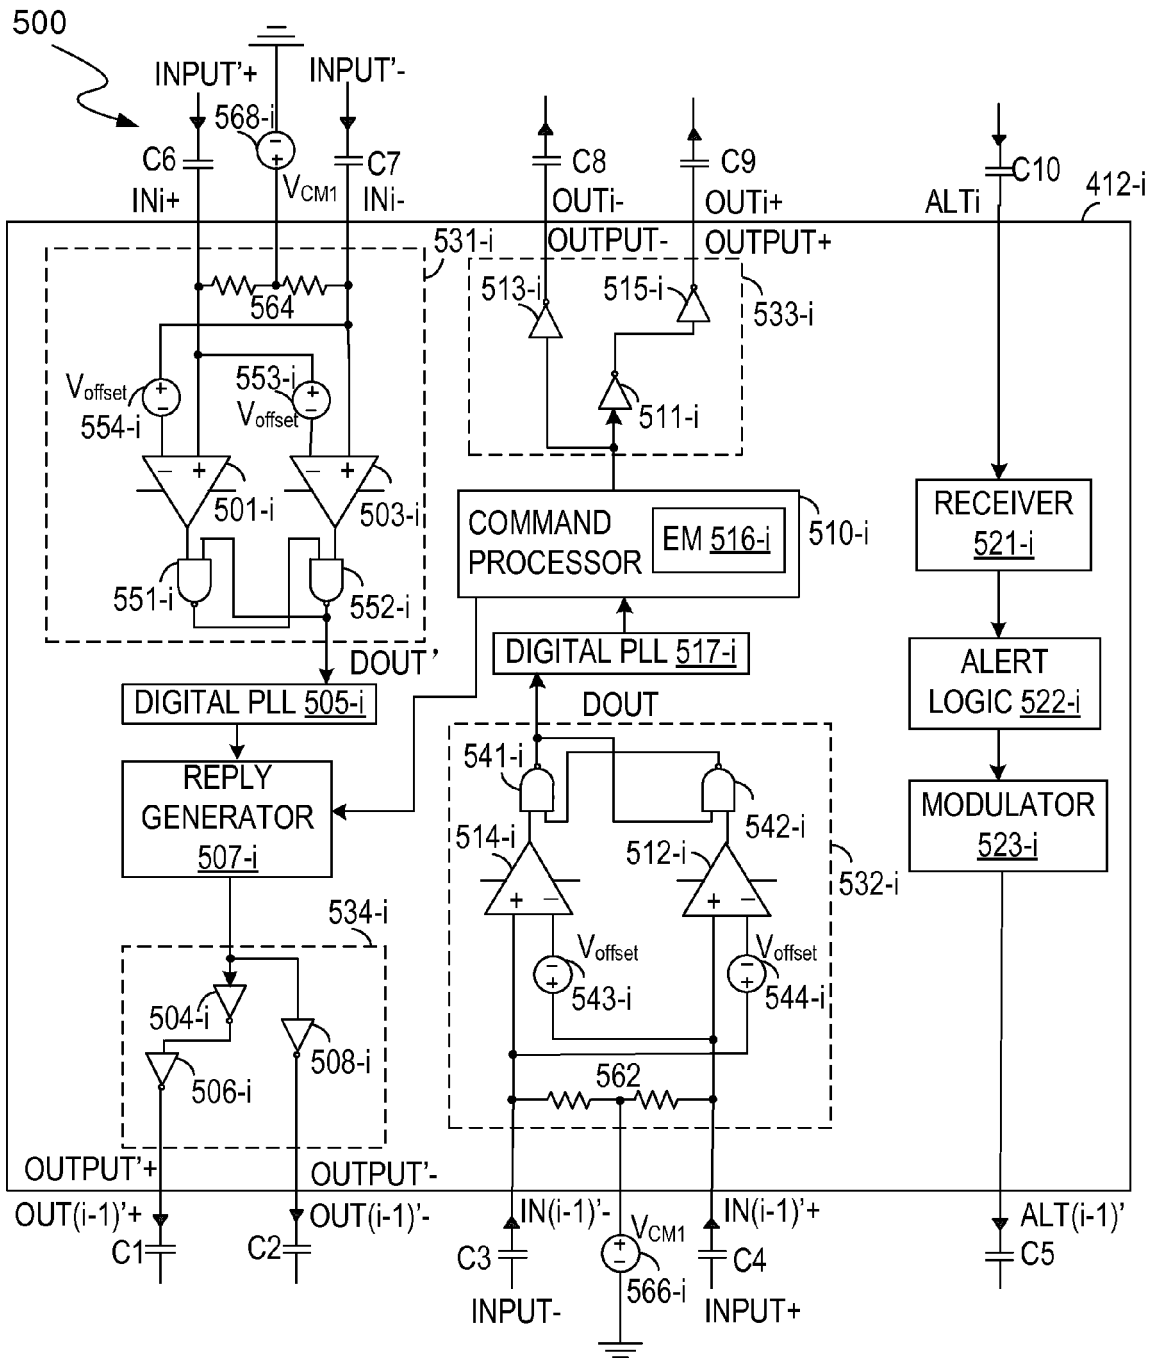 500
INPUT'+
INPUT'-
568-i
C6
C7
C8
C9
C10
VCM1
INi+
INi-
OUTi-
OUTi+
ALTi
412-i
OUTPUT-
OUTPUT+
531-i
513-i
515-i
533-i
564
553-i
Voffset
Voffset
554-i
511-i
501-i
503-i
COMMAND
PROCESSOR
EM 516-i
510-i
RECEIVER
521-i
551-i
552-i
DOUT'
DIGITAL PLL 517-i
ALERT
LOGIC 522-i
DIGITAL PLL 505-i
DOUT
541-i
REPLY
GENERATOR
507-i
MODULATOR
523-i
514-i
512-i
542-i
532-i
534-i
Voffset
Voffset
543-i
544-i
504-i
508-i
506-i
562
OUTPUT'+
OUTPUT'-
OUT(i-1)'+
OUT(i-1)'-
IN(i-1)'-
IN(i-1)'+
ALT(i-1)'
VCM1
C1
C2
C3
C4
C5
566-i
INPUT-
INPUT+
+
-
+
-
+
-
+
-
+
-
+
-
+
-
+
-
+
-
+
-